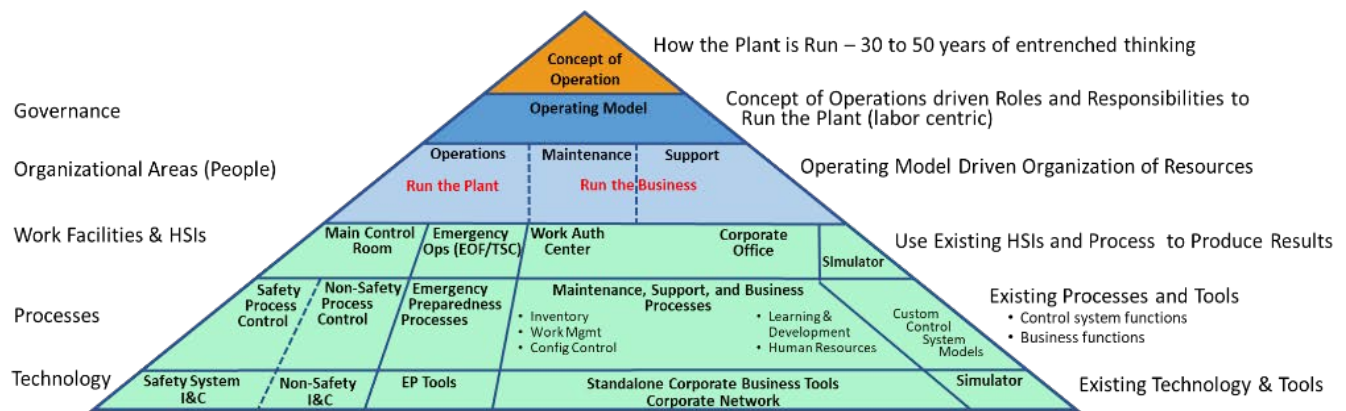 How the Plant is Run – 30 to 50 years of entrenched thinking
Concept of
Operation
Governance
Operating Model
Concept of Operations driven Roles and Responsibilities to
Run the Plant (labor centric)
Organizational Areas (People)
Operations
Maintenance
Support
Run the Plant
Run the Business
Operating Model Driven Organization of Resources
Work Facilities & HSIs
Main Control
Room
Emergency
Ops (EOF/TSC)
Work Auth
Center
Corporate
Office
Simulator
Use Existing HSIs and Process to Produce Results
Processes
Safety
Process
Control
Non-Safety
Process
Control
Emergency
Preparedness
Processes
Maintenance, Support, and Business
Processes
• Inventory
• Work Mgmt
• Config Control
• Learning &
Development
• Human Resources
Custom
Control
System
Models
Existing Processes and Tools
• Control system functions
• Business functions
Technology
Safety System
I&C
Non-Safety
I&C
EP Tools
Standalone Corporate Business Tools
Corporate Network
Simulator
Existing Technology & Tools